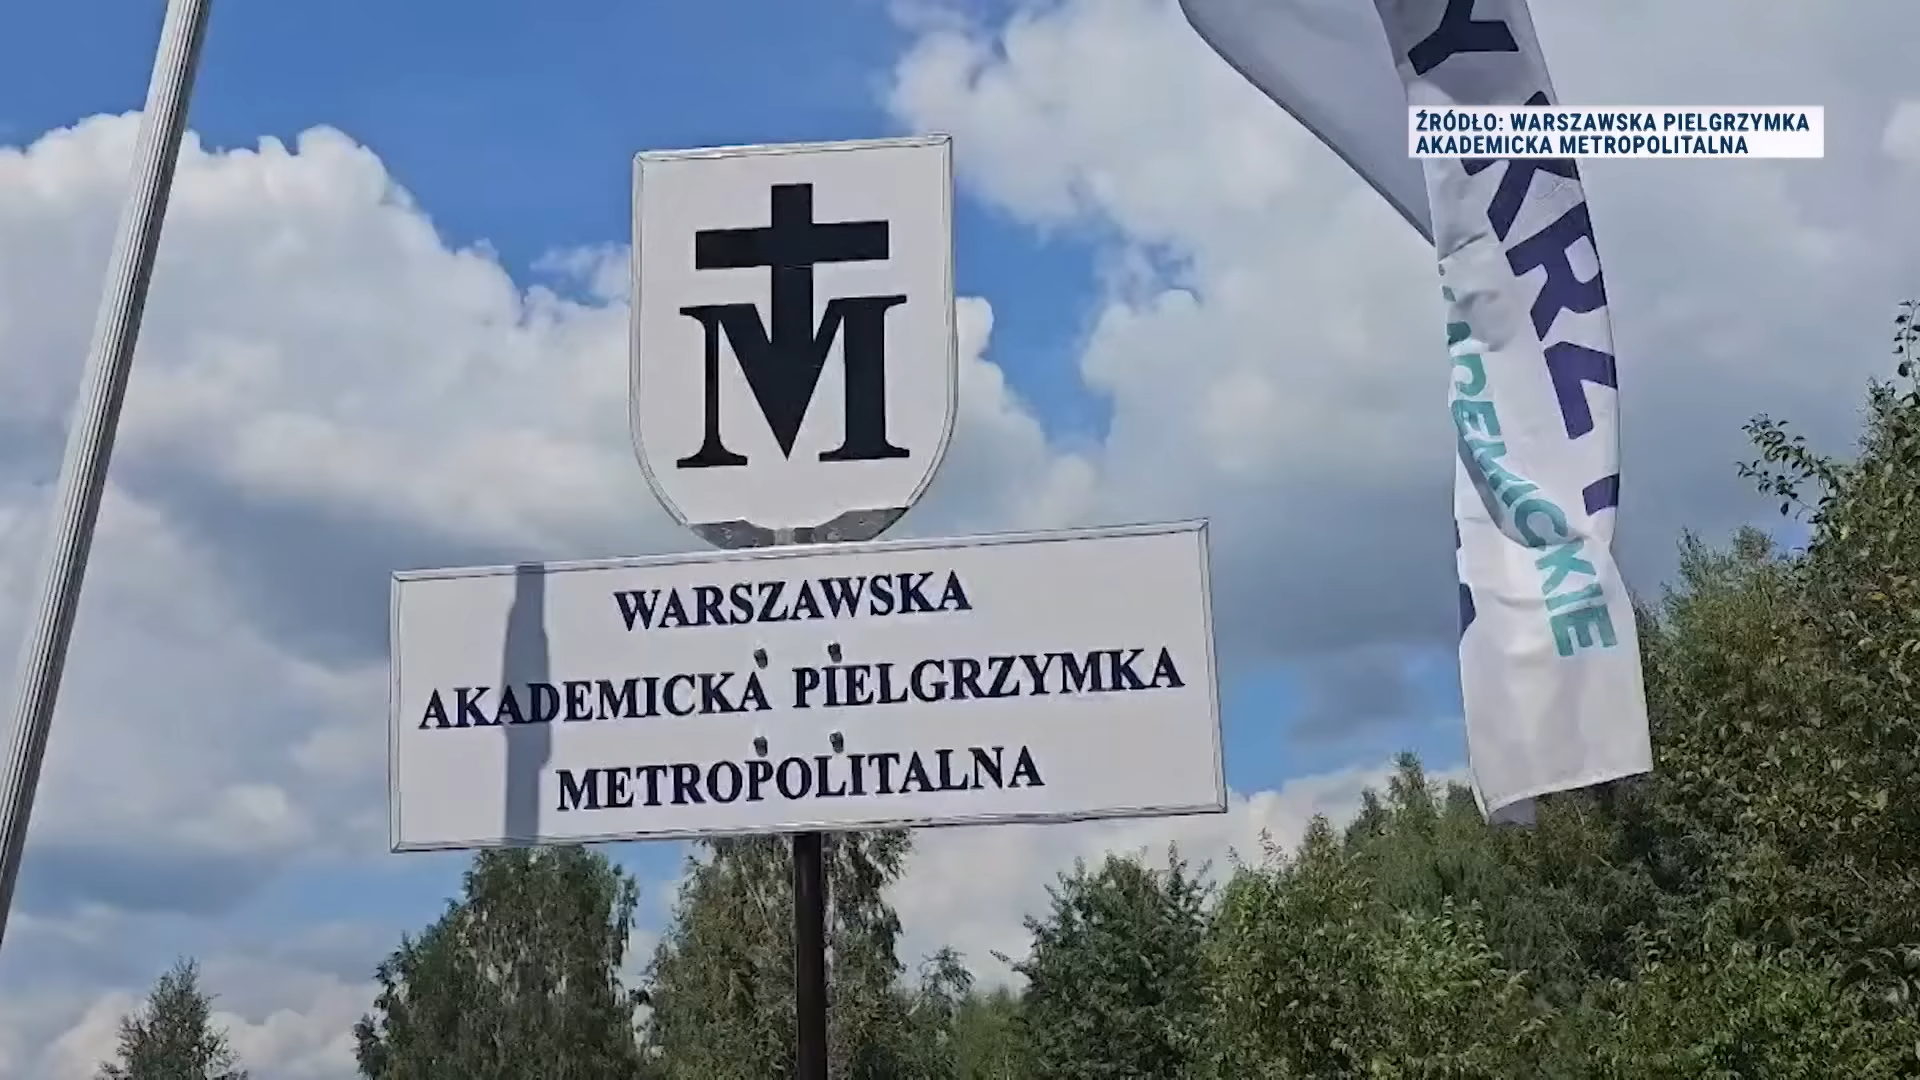 ŹRÓDŁO: WARSZAWSKA PIELGRZYMKA
AKADEMICKA METROPOLITALNA
M
WARSZAWSKA
AKADEMICKA PIELGRZYMKA
METROPOLITALNA